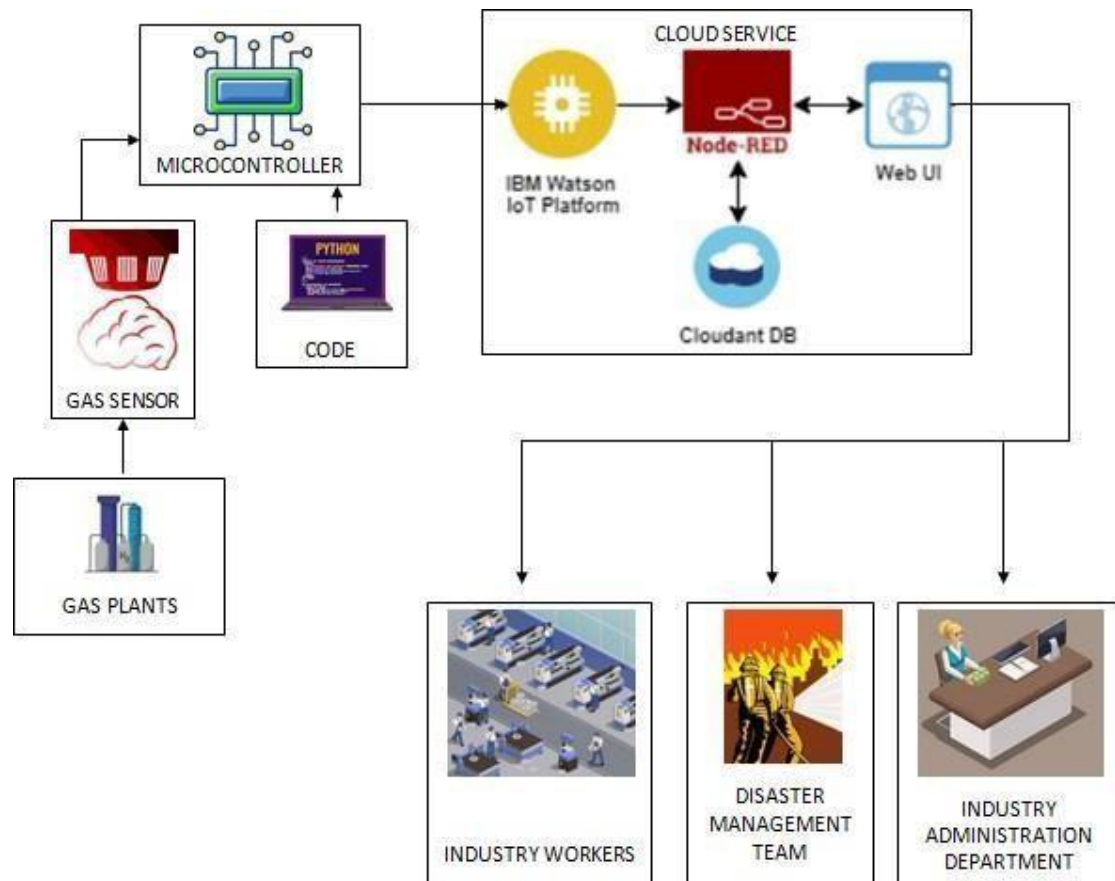 CLOUD SERVICE
MICROCONTROLLER
IBM Watson
IoT Platform
Node-RED
Web UI
Cloudant DB
PYTHON
CODE
GAS SENSOR
GAS PLANTS
INDUSTRY WORKERS
DISASTER
MANAGEMENT
TEAM
INDUSTRY
ADMINISTRATION
DEPARTMENT